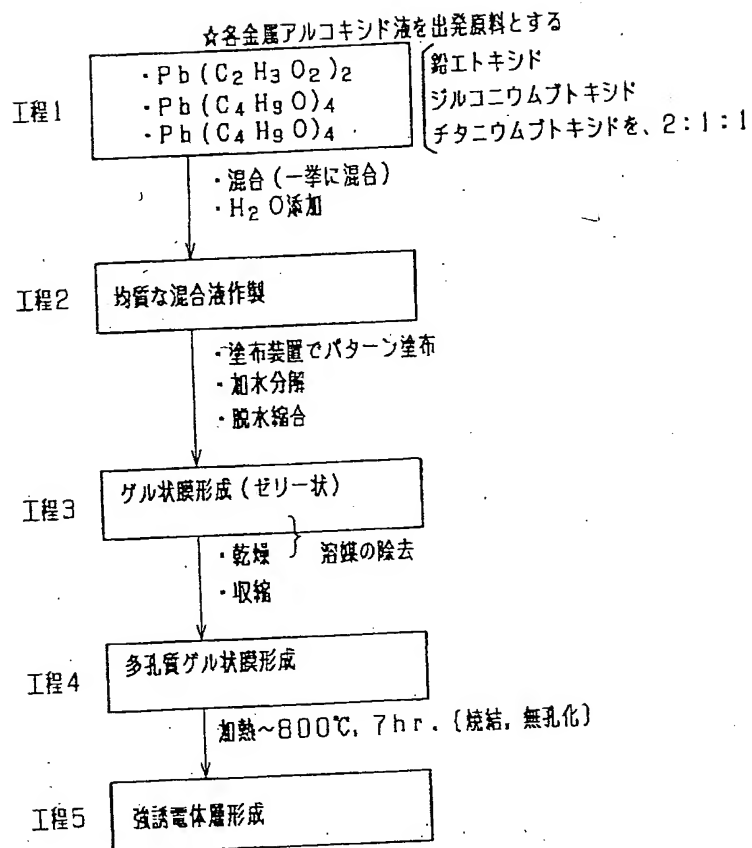 ☆各金属アルコキシド液を出発原料とする
工程1
・Pb(C2H3O2)2
・Pb(C4H9O)4
・Pb(C4H9O)4
鉛エトキシド
ジルコニウムブトキシド
チタニウムブトキシドを、2:1:1
・混合(一挙に混合)
・H2O添加
工程2
均質な混合液作製
・塗布装置でパターン塗布
・加水分解
・脱水縮合
工程3
ゲル状膜形成(ゼリー状)
・乾燥
・収縮
溶媒の除去
工程4
多孔質ゲル状膜形成
加熱~800℃, 7hr. {焼結, 無孔化}
工程5
強誘電体層形成